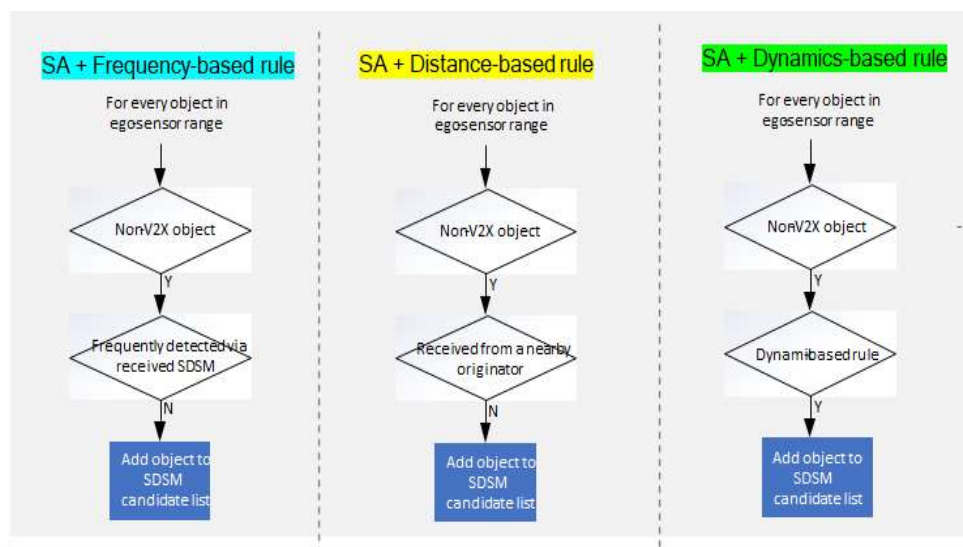 SA + Frequency-based rule
For every object in
egosensor range
NonV2X object
Y
Frequently detected via
received SDSM
N
Add object to
SDSM
candidate list
SA + Distance-based rule
For every object in
egosensor range
NonV2X object
Y
Received from a nearby
originator
N
Add object to
SDSM
candidate list
SA + Dynamics-based rule
For every object in
egosensor range
NonV2X object
Y
Dynamibased rule
Y
Add object to
SDSM
candidate list